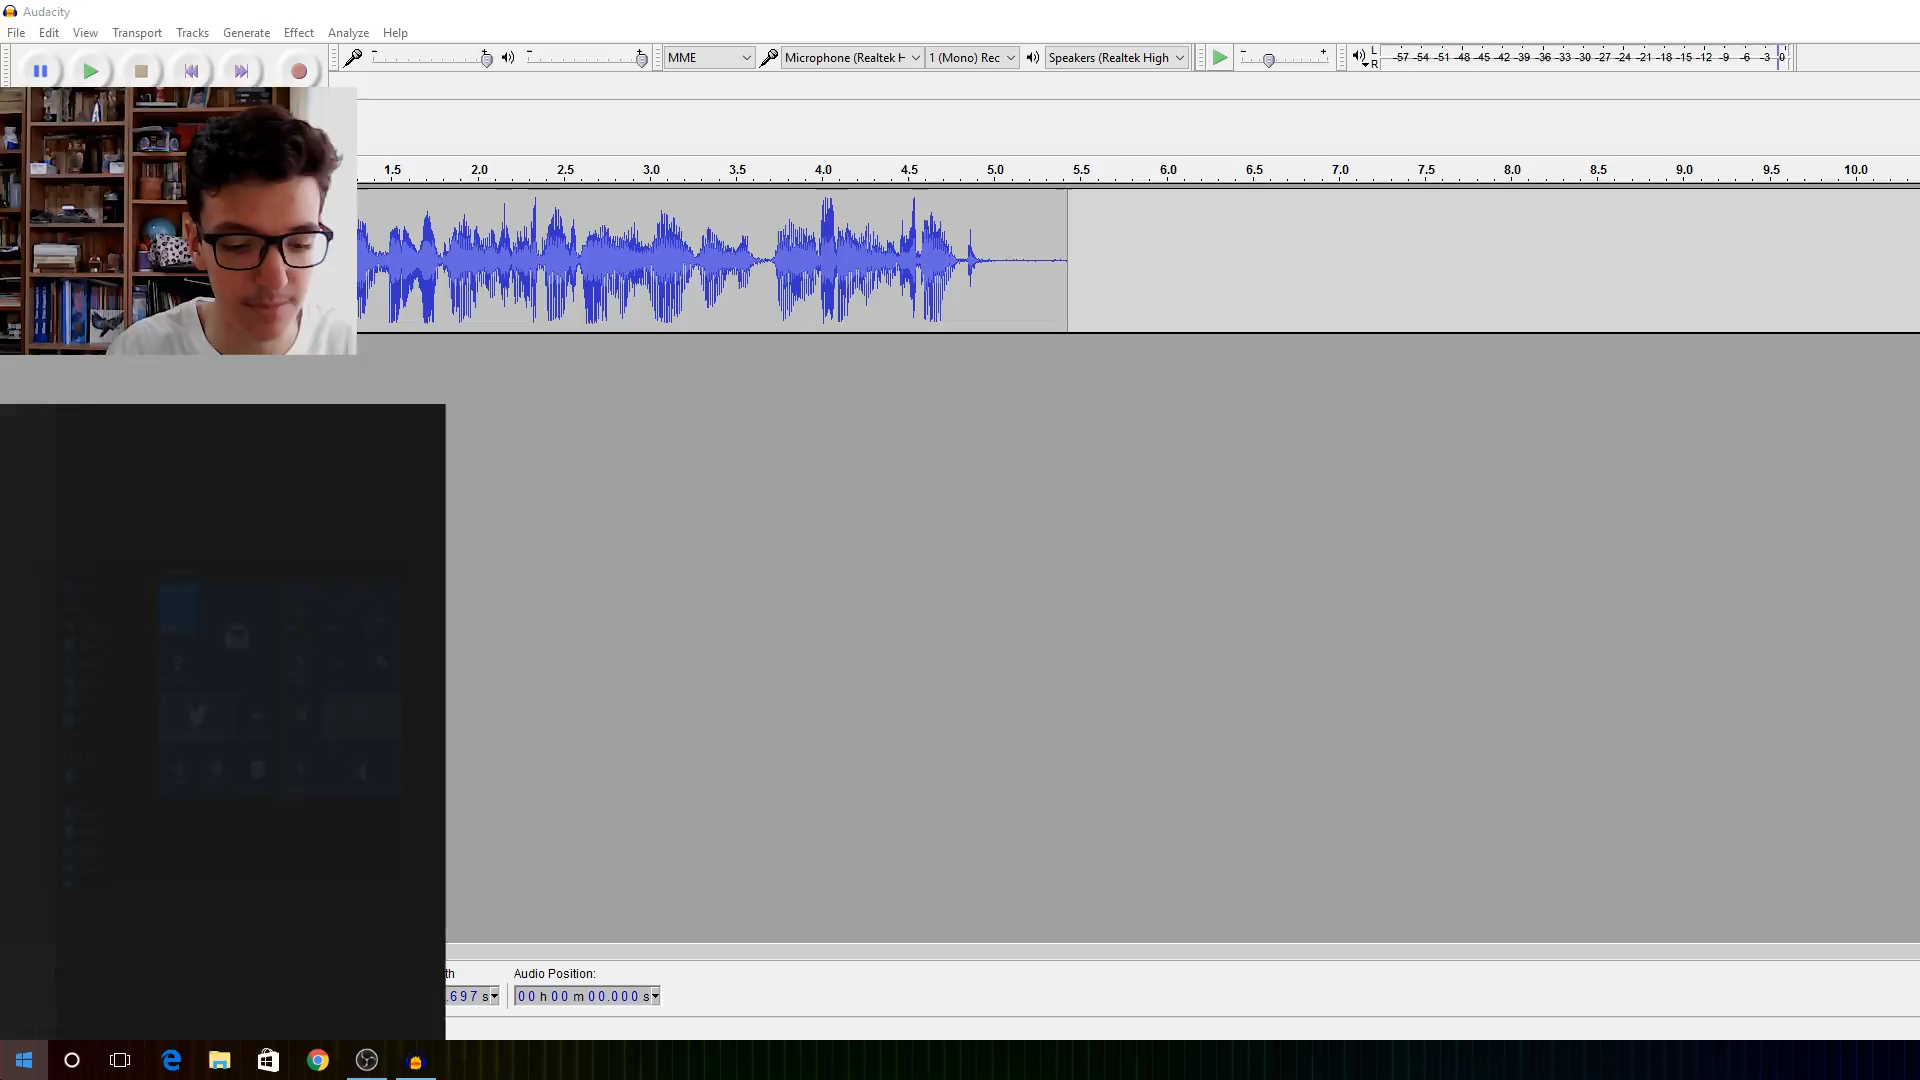 Audacity
File Edit View Transport Tracks Generate Effect Analyze Help
MME Microphone (Realtek H 1 (Mono) Rec Speakers (Realtek High L R -57 -54 -51 -48 -45 -42 -39 -36 -33 -30 -27 -24 -21 -18 -15 -12 -9 -6 -3 0
1.5 2.0 2.5 3.0 3.5 4.0 4.5 5.0 5.5 6.0 6.5 7.0 7.5 8.0 8.5 9.0 9.5 10.0
th Audio Position:
.697 s 00 h 00 m 00.000 s